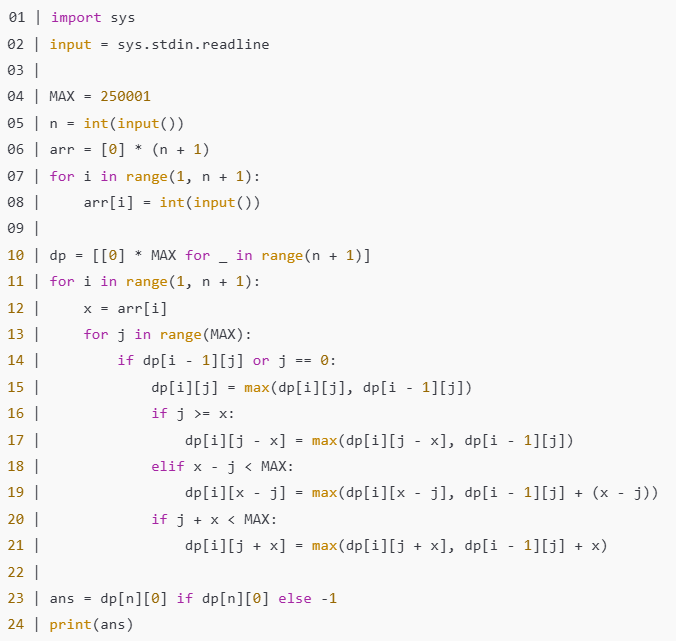 01 | import sys
02 | input = sys.stdin.readline
03 |
04 | MAX = 250001
05 | n = int(input())
06 | arr = [0] * (n + 1)
07 | for i in range(1, n + 1):
08 |     arr[i] = int(input())
09 |
10 | dp = [[0] * MAX for _ in range(n + 1)]
11 | for i in range(1, n + 1):
12 |     x = arr[i]
13 |     for j in range(MAX):
14 |         if dp[i - 1][j] or j == 0:
15 |             dp[i][j] = max(dp[i][j], dp[i - 1][j])
16 |             if j >= x:
17 |                 dp[i][j - x] = max(dp[i][j - x], dp[i - 1][j])
18 |             elif x - j < MAX:
19 |                 dp[i][x - j] = max(dp[i][x - j], dp[i - 1][j] + (x - j))
20 |             if j + x < MAX:
21 |                 dp[i][j + x] = max(dp[i][j + x], dp[i - 1][j] + x)
22 |
23 | ans = dp[n][0] if dp[n][0] else -1
24 | print(ans)